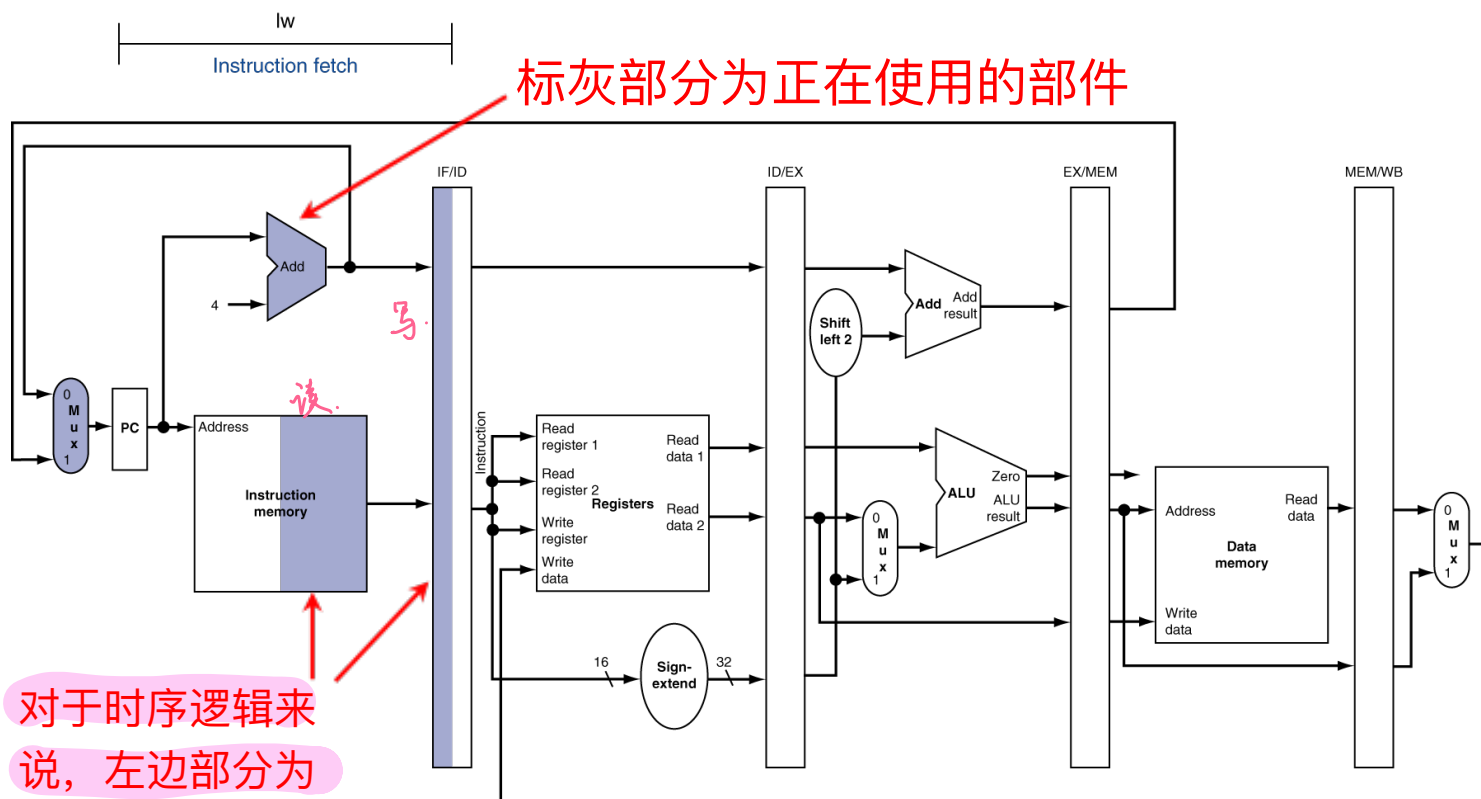 lw
Instruction fetch
标灰部分为正在使用的部件
IF/ID
ID/EX
EX/MEM
MEM/WB
Add
4
写.
Shift
left 2
Add
Add
result
0
M
u
x
1
PC
读.
Address
Instruction
memory
Instruction
Read
register 1
Read
register 2
Write
register
Write
data
Registers
Read
data 1
Read
data 2
0
M
u
x
1
ALU
Zero
ALU
result
Address
Write
data
Data
memory
Read
data
0
M
u
x
1
16
Sign-
extend
32
对于时序逻辑来
说，左边部分为